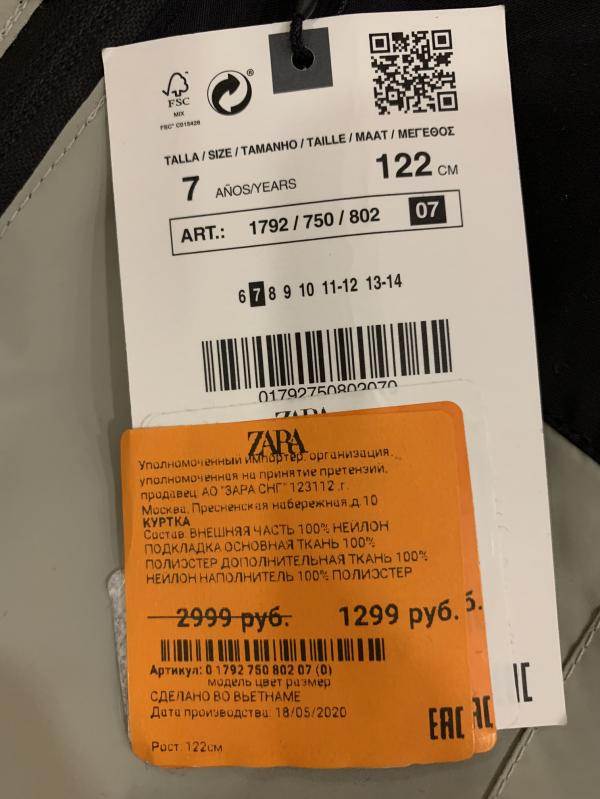 FSC
MIX
FSC® C015426
®
TALLA / SIZE / TAMANHO / TAILLE / MAAT / ΜΕΓΕΘΟΣ
7 AÑOS/YEARS 122 CM
ART.: 1792 / 750 / 802 07
6 7 8 9 10 11-12 13-14
01792750802070
ZARA
ZARA
Уполномоченный импортер, организация,
уполномоченная на принятие претензий,
продавец: АО "ЗАРА СНГ" 123112 ,г.
Москва, Пресненская набережная,д.10
КУРТКА
Состав: ВНЕШНЯЯ ЧАСТЬ 100% НЕЙЛОН
ПОДКЛАДКА ОСНОВНАЯ ТКАНЬ 100%
ПОЛИЭСТЕР ДОПОЛНИТЕЛЬНАЯ ТКАНЬ 100%
НЕЙЛОН НАПОЛНИТЕЛЬ 100% ПОЛИЭСТЕР
2999 руб. 1299 руб. б.
Артикул: 0 1792 750 802 07 (0)
модель цвет размер
СДЕЛАНО ВО ВЬЕТНАМЕ
Дата производства: 18/05/2020
EAC
Рост: 122см